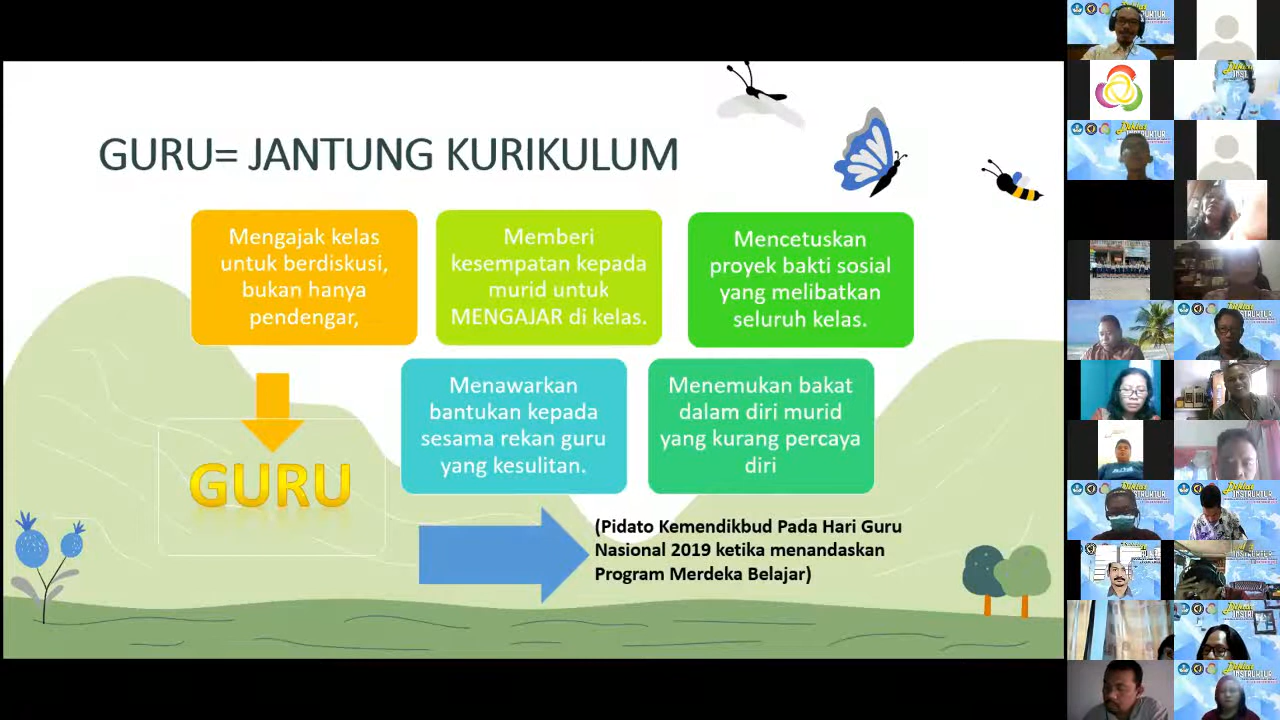 GURU= JANTUNG KURIKULUM
Mengajak kelas
untuk berdiskusi,
bukan hanya
pendengar,
Memberi
kesempatan kepada
murid untuk
MENGAJAR di kelas.
Mencetuskan
proyek bakti sosial
yang melibatkan
seluruh kelas.
Menawarkan
bantukan kepada
sesama rekan guru
yang kesulitan.
Menemukan bakat
dalam diri murid
yang kurang percaya
diri
GURU
(Pidato Kemendikbud Pada Hari Guru
Nasional 2019 ketika menandaskan
Program Merdeka Belajar)